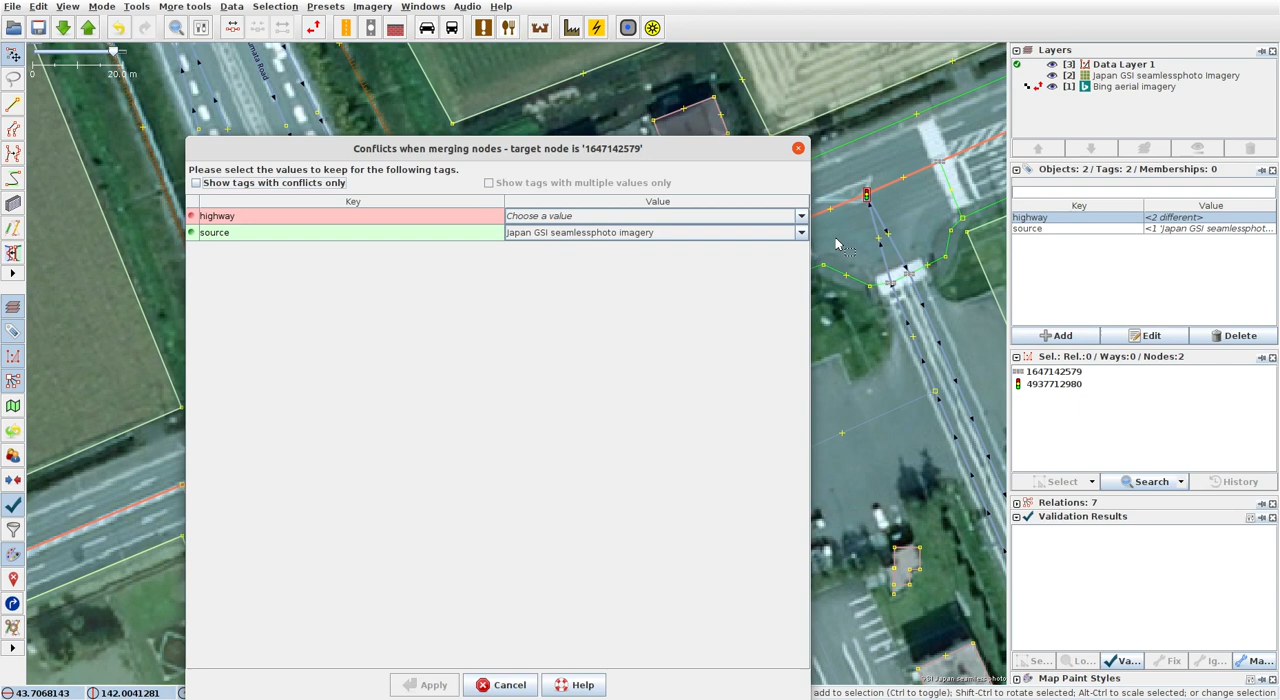 File Edit View Mode Tools More tools Data Selection Presets Imagery Windows Audio Help
0 20.0 m
Conflicts when merging nodes - target node is '1647142579'
Please select the values to keep for the following tags.
Show tags with conflicts only Show tags with multiple values only
Key Value
highway Choose a value
source Japan GSI seamlessphoto imagery
Apply Cancel Help
Layers
[3] Data Layer 1
[2] Japan GSI seamlessphoto Imagery
[1] Bing aerial imagery
Objects: 2 / Tags: 2 / Memberships: 0
Key Value
highway <2 different>
source <1 'Japan GSI seamlessphot...
Add Edit Delete
Sel.: Rel.:0 / Ways:0 / Nodes:2
1647142579
4937712980
Select Search History
Relations: 7
Validation Results
Se... Lo... Va... Fix Ig... Ma...
Map Paint Styles
43.7068143 142.0041281
add to selection (Ctrl to toggle); Shift-Ctrl to rotate selected; Alt-Ctrl to scale selected; or change selection